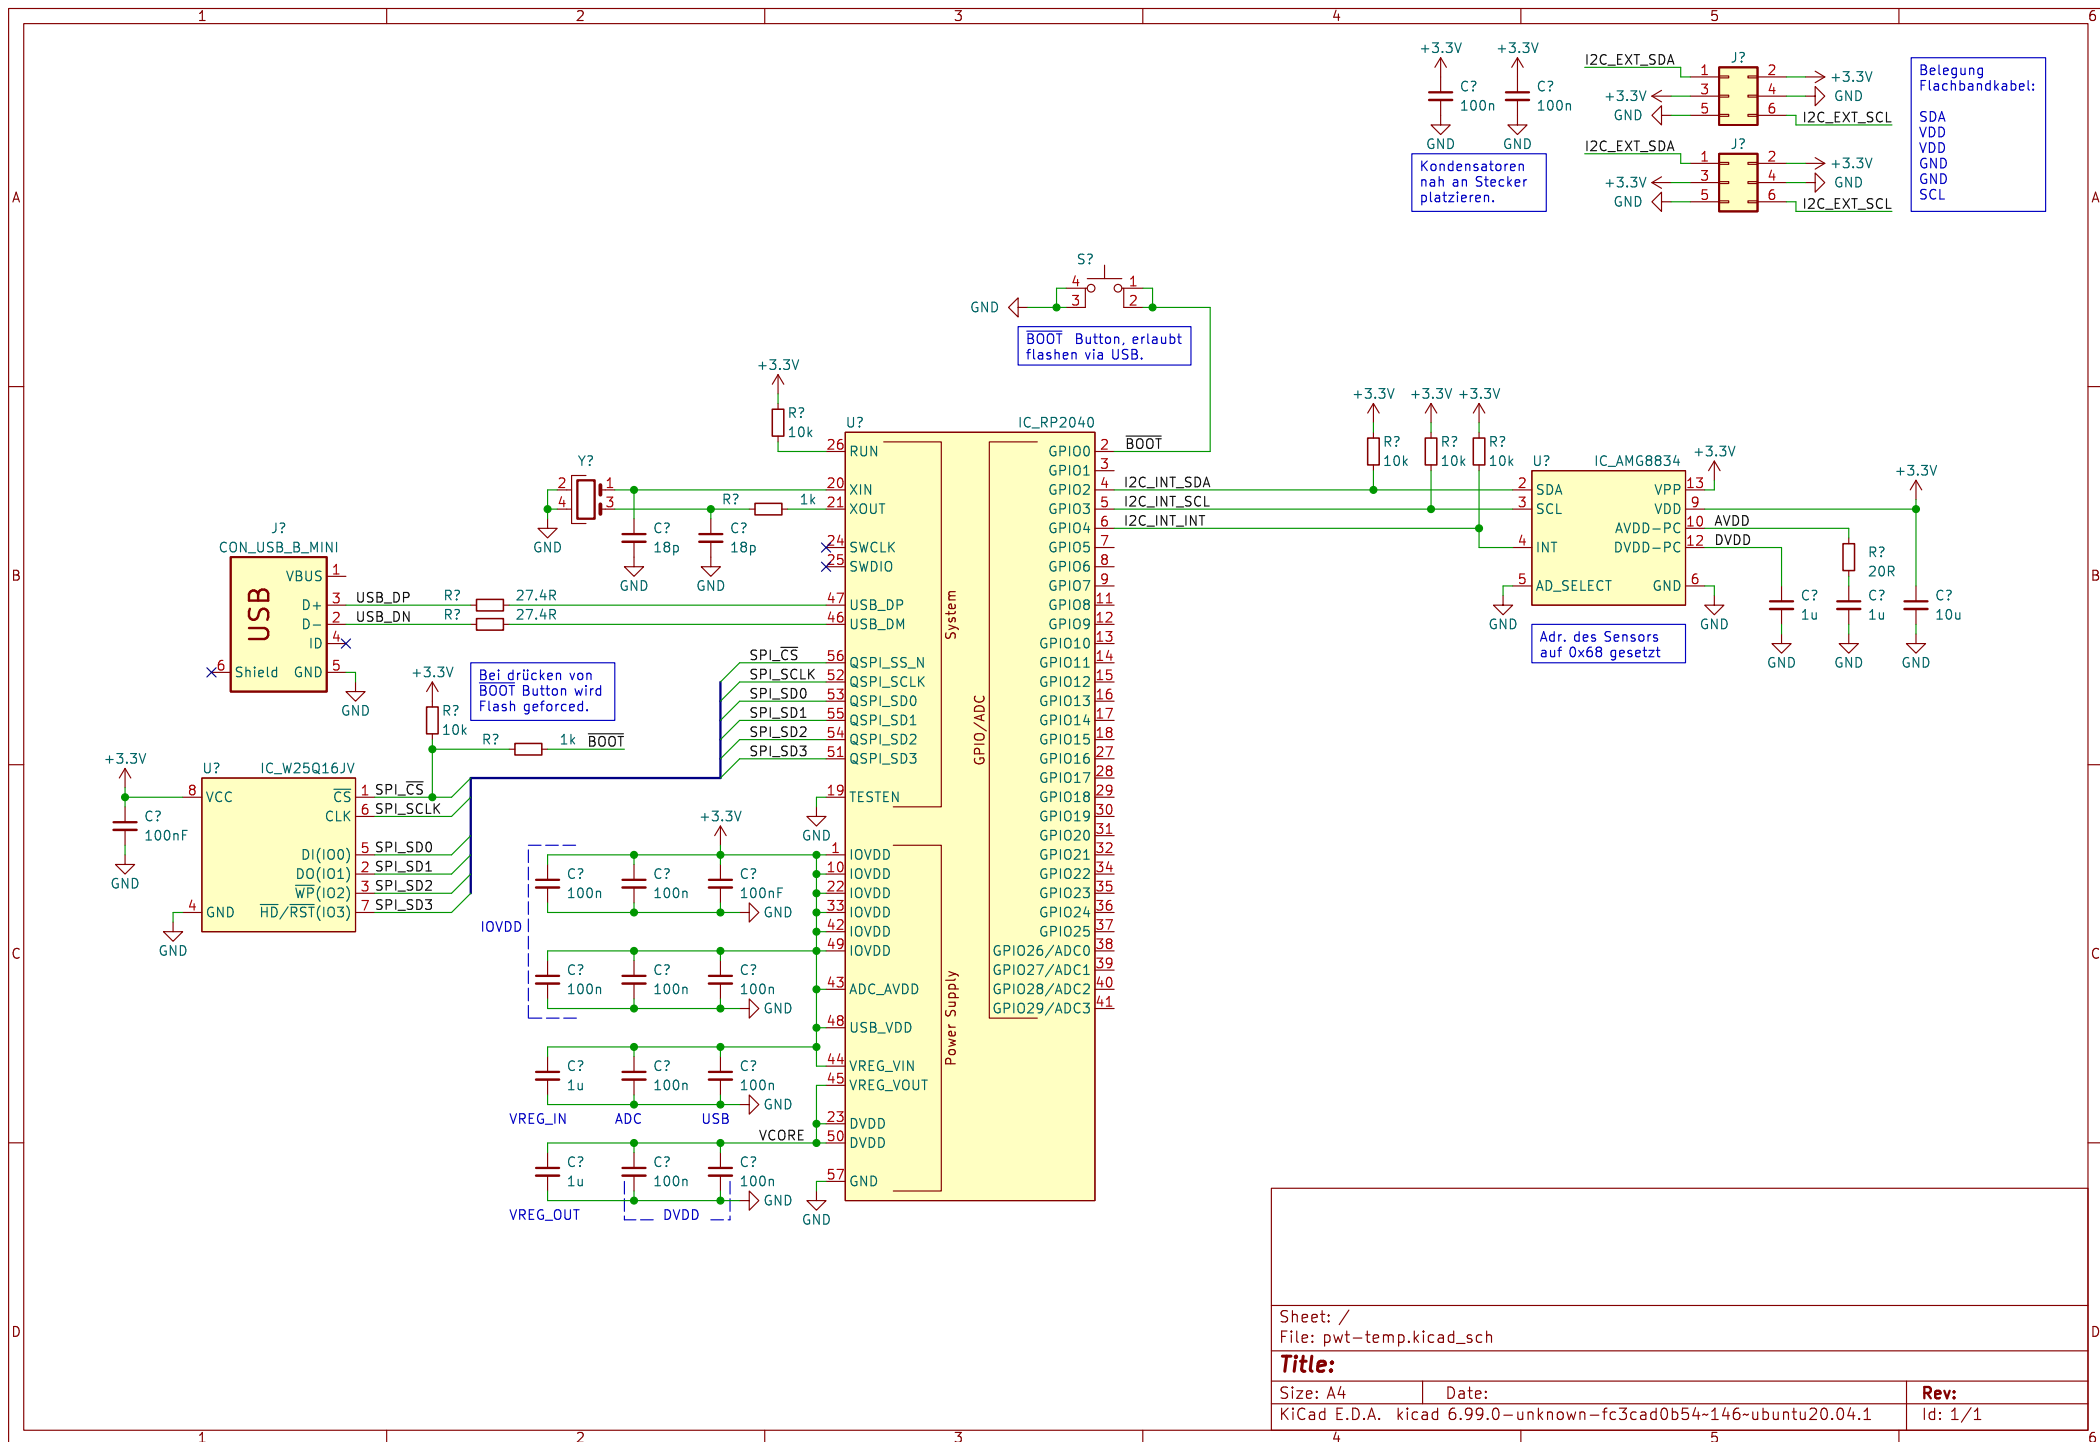 1 2 3 4 5 6
A
B
C
D
+3.3V
C?
100n
GND
+3.3V
C?
100n
GND
Kondensatoren
nah an Stecker
platzieren.
I2C_EXT_SDA
J?
1 2 +3.3V
+3.3V 3 4 GND
GND 5 6 I2C_EXT_SCL
I2C_EXT_SDA
J?
1 2 +3.3V
+3.3V 3 4 GND
GND 5 6 I2C_EXT_SCL
Belegung
Flachbandkabel:
SDA
VDD
VDD
GND
GND
SCL
S?
4 1
GND 3 2
BOOT Button, erlaubt
flashen via USB.
+3.3V
R?
10k
Y?
2 1
4 3
GND
C?
18p
GND
C?
18p
GND
R? 1k
J?
CON_USB_B_MINI
USB
VBUS 1
D+ 3 USB_DP R? 27.4R
D- 2 USB_DN R? 27.4R
ID 4
6 Shield GND 5
GND
Bei drücken von
BOOT Button wird
Flash geforced.
+3.3V
R?
10k
R? 1k BOOT
+3.3V
C?
100nF
GND
U? IC_W25Q16JV
8 VCC CS 1 SPI_CS
CLK 6 SPI_SCLK
DI(IO0) 5 SPI_SD0
DO(IO1) 2 SPI_SD1
WP(IO2) 3 SPI_SD2
4 GND HD/RST(IO3) 7 SPI_SD3
GND
U? IC_RP2040
System
GPIO/ADC
Power Supply
26 RUN
20 XIN
21 XOUT
24 SWCLK
25 SWDIO
47 USB_DP
46 USB_DM
SPI_CS 56 QSPI_SS_N
SPI_SCLK 52 QSPI_SCLK
SPI_SD0 53 QSPI_SD0
SPI_SD1 55 QSPI_SD1
SPI_SD2 54 QSPI_SD2
SPI_SD3 51 QSPI_SD3
19 TESTEN
GND
1 IOVDD
10 IOVDD
22 IOVDD
33 IOVDD
42 IOVDD
49 IOVDD
43 ADC_AVDD
48 USB_VDD
44 VREG_VIN
45 VREG_VOUT
23 DVDD
VCORE 50 DVDD
57 GND
GND
GPIO0 2 BOOT
GPIO1 3
GPIO2 4 I2C_INT_SDA
GPIO3 5 I2C_INT_SCL
GPIO4 6 I2C_INT_INT
GPIO5 7
GPIO6 8
GPIO7 9
GPIO8 11
GPIO9 12
GPIO10 13
GPIO11 14
GPIO12 15
GPIO13 16
GPIO14 17
GPIO15 18
GPIO16 27
GPIO17 28
GPIO18 29
GPIO19 30
GPIO20 31
GPIO21 32
GPIO22 34
GPIO23 35
GPIO24 36
GPIO25 37
GPIO26/ADC0 38
GPIO27/ADC1 39
GPIO28/ADC2 40
GPIO29/ADC3 41
+3.3V
C? C? C?
100n 100n 100nF
GND
IOVDD
C? C? C?
100n 100n 100n
GND
C? C? C?
1u 100n 100n
GND
VREG_IN ADC USB
C? C? C?
1u 100n 100n
GND
VREG_OUT DVDD
+3.3V +3.3V +3.3V
R? R? R?
10k 10k 10k
U? IC_AMG8834
2 SDA
3 SCL
4 INT
5 AD_SELECT
VPP 13
VDD 9
AVDD-PC 10 AVDD
DVDD-PC 12 DVDD
GND 6
+3.3V
+3.3V
GND
GND
Adr. des Sensors
auf 0x68 gesetzt
R?
20R
C? C? C?
1u 1u 10u
GND GND GND
Sheet: /
File: pwt-temp.kicad_sch
Title:
Size: A4 Date: Rev:
KiCad E.D.A. kicad 6.99.0-unknown-fc3cad0b54~146~ubuntu20.04.1 Id: 1/1
A
B
C
D
1 2 3 4 5 6